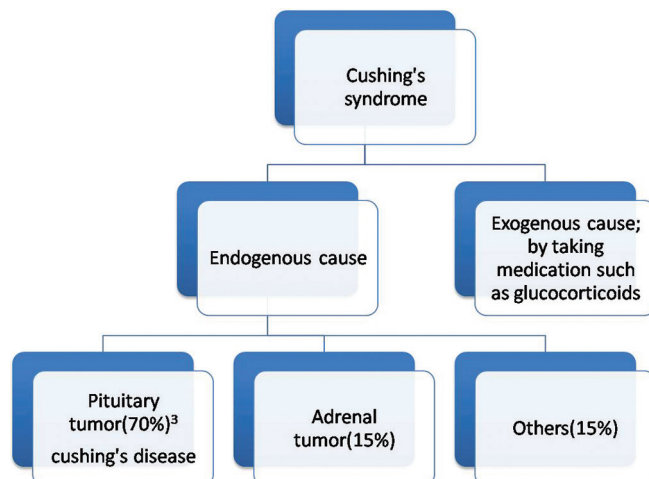 Cushing's
syndrome
Endogenous cause
Exogenous cause;
by taking
medication such
as glucocorticoids
Pituitary
tumor(70%)³
cushing's disease
Adrenal
tumor(15%)
Others(15%)